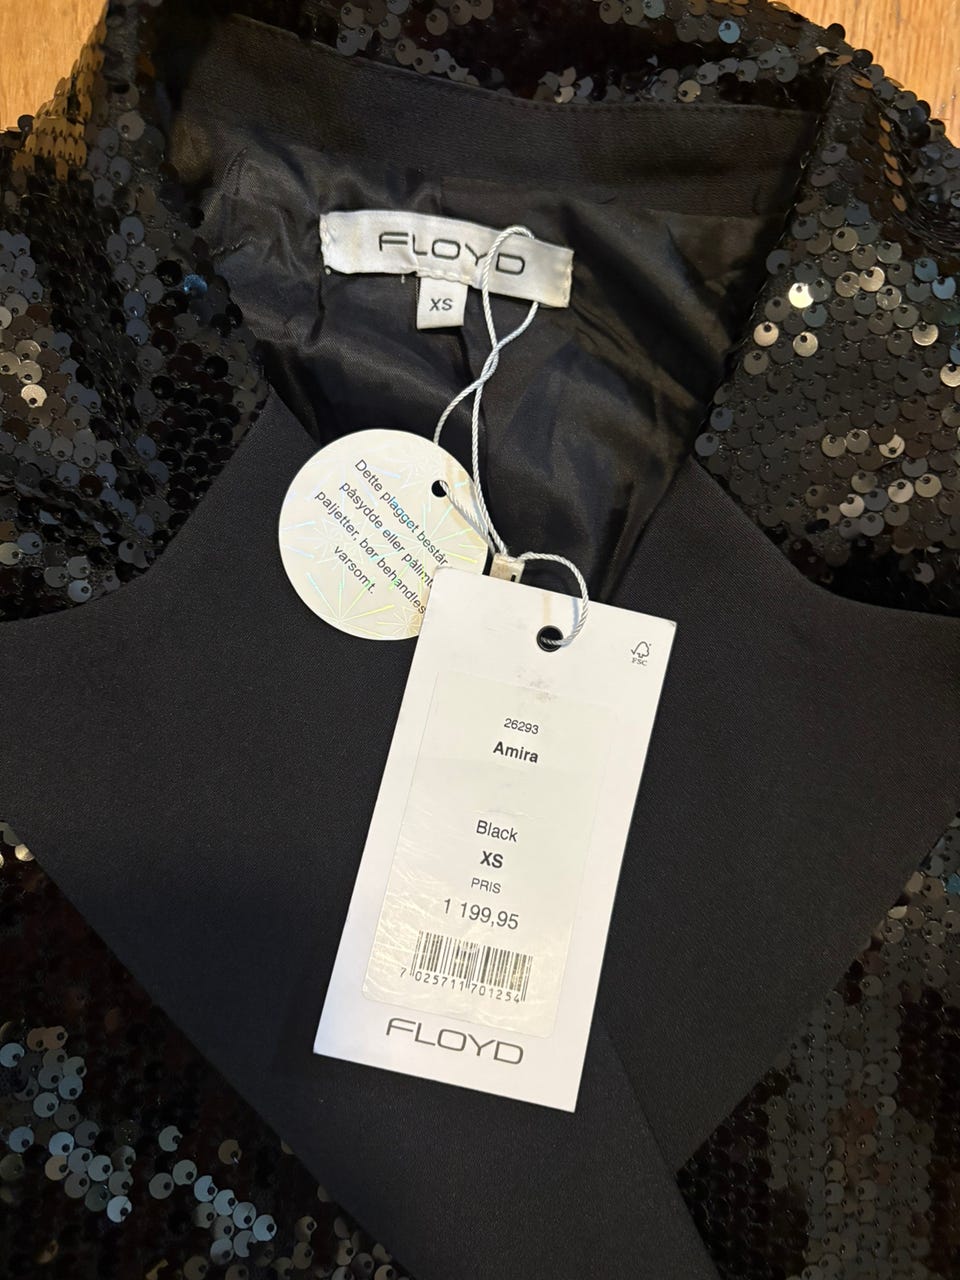 FLOYD
XS
Dette plagget består
påsydde eller pålimt
paljetter, bør behandles
varsomt.
FSC
26293
Amira
Black
XS
PRIS
1 199,95
7 025711 701254
FLOYD